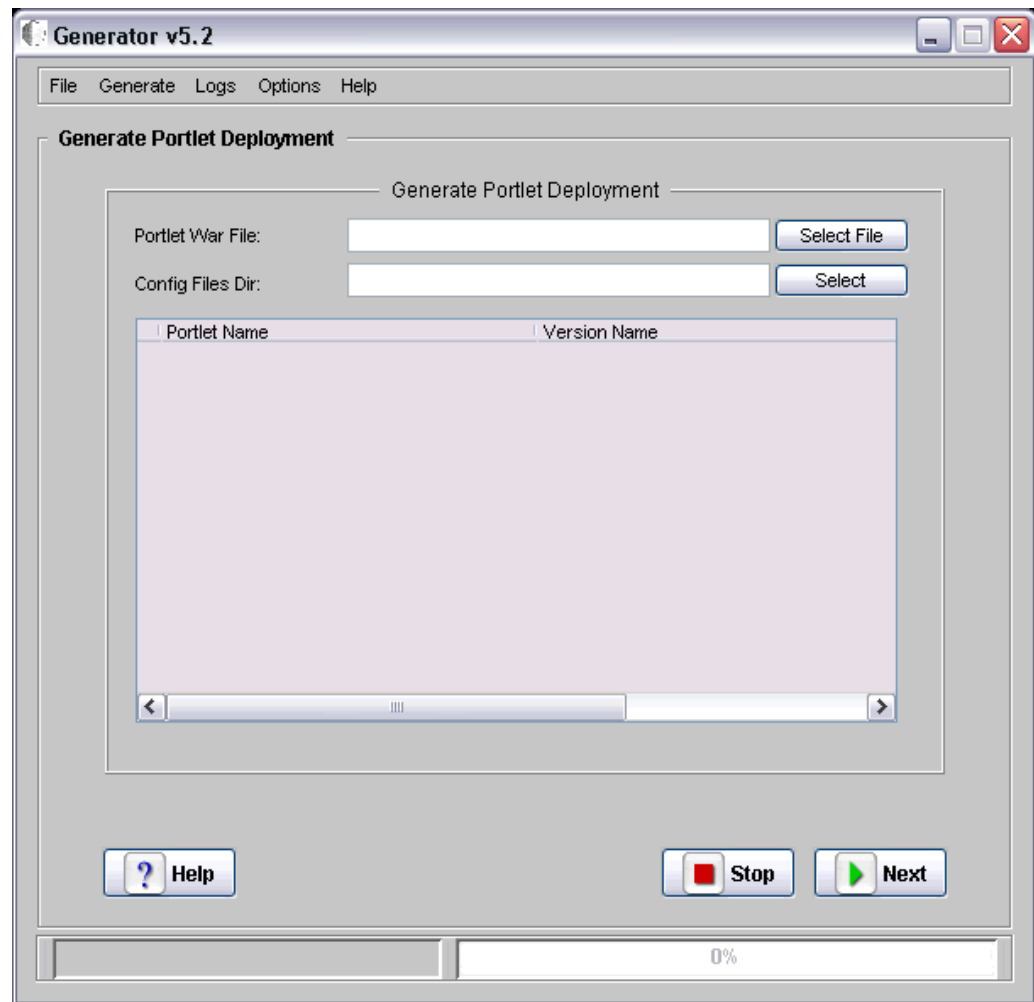 Generator v5.2
File Generate Logs Options Help
Generate Portlet Deployment
Generate Portlet Deployment
Portlet War File: Select File
Config Files Dir: Select
Portlet Name Version Name
? Help Stop Next
0%